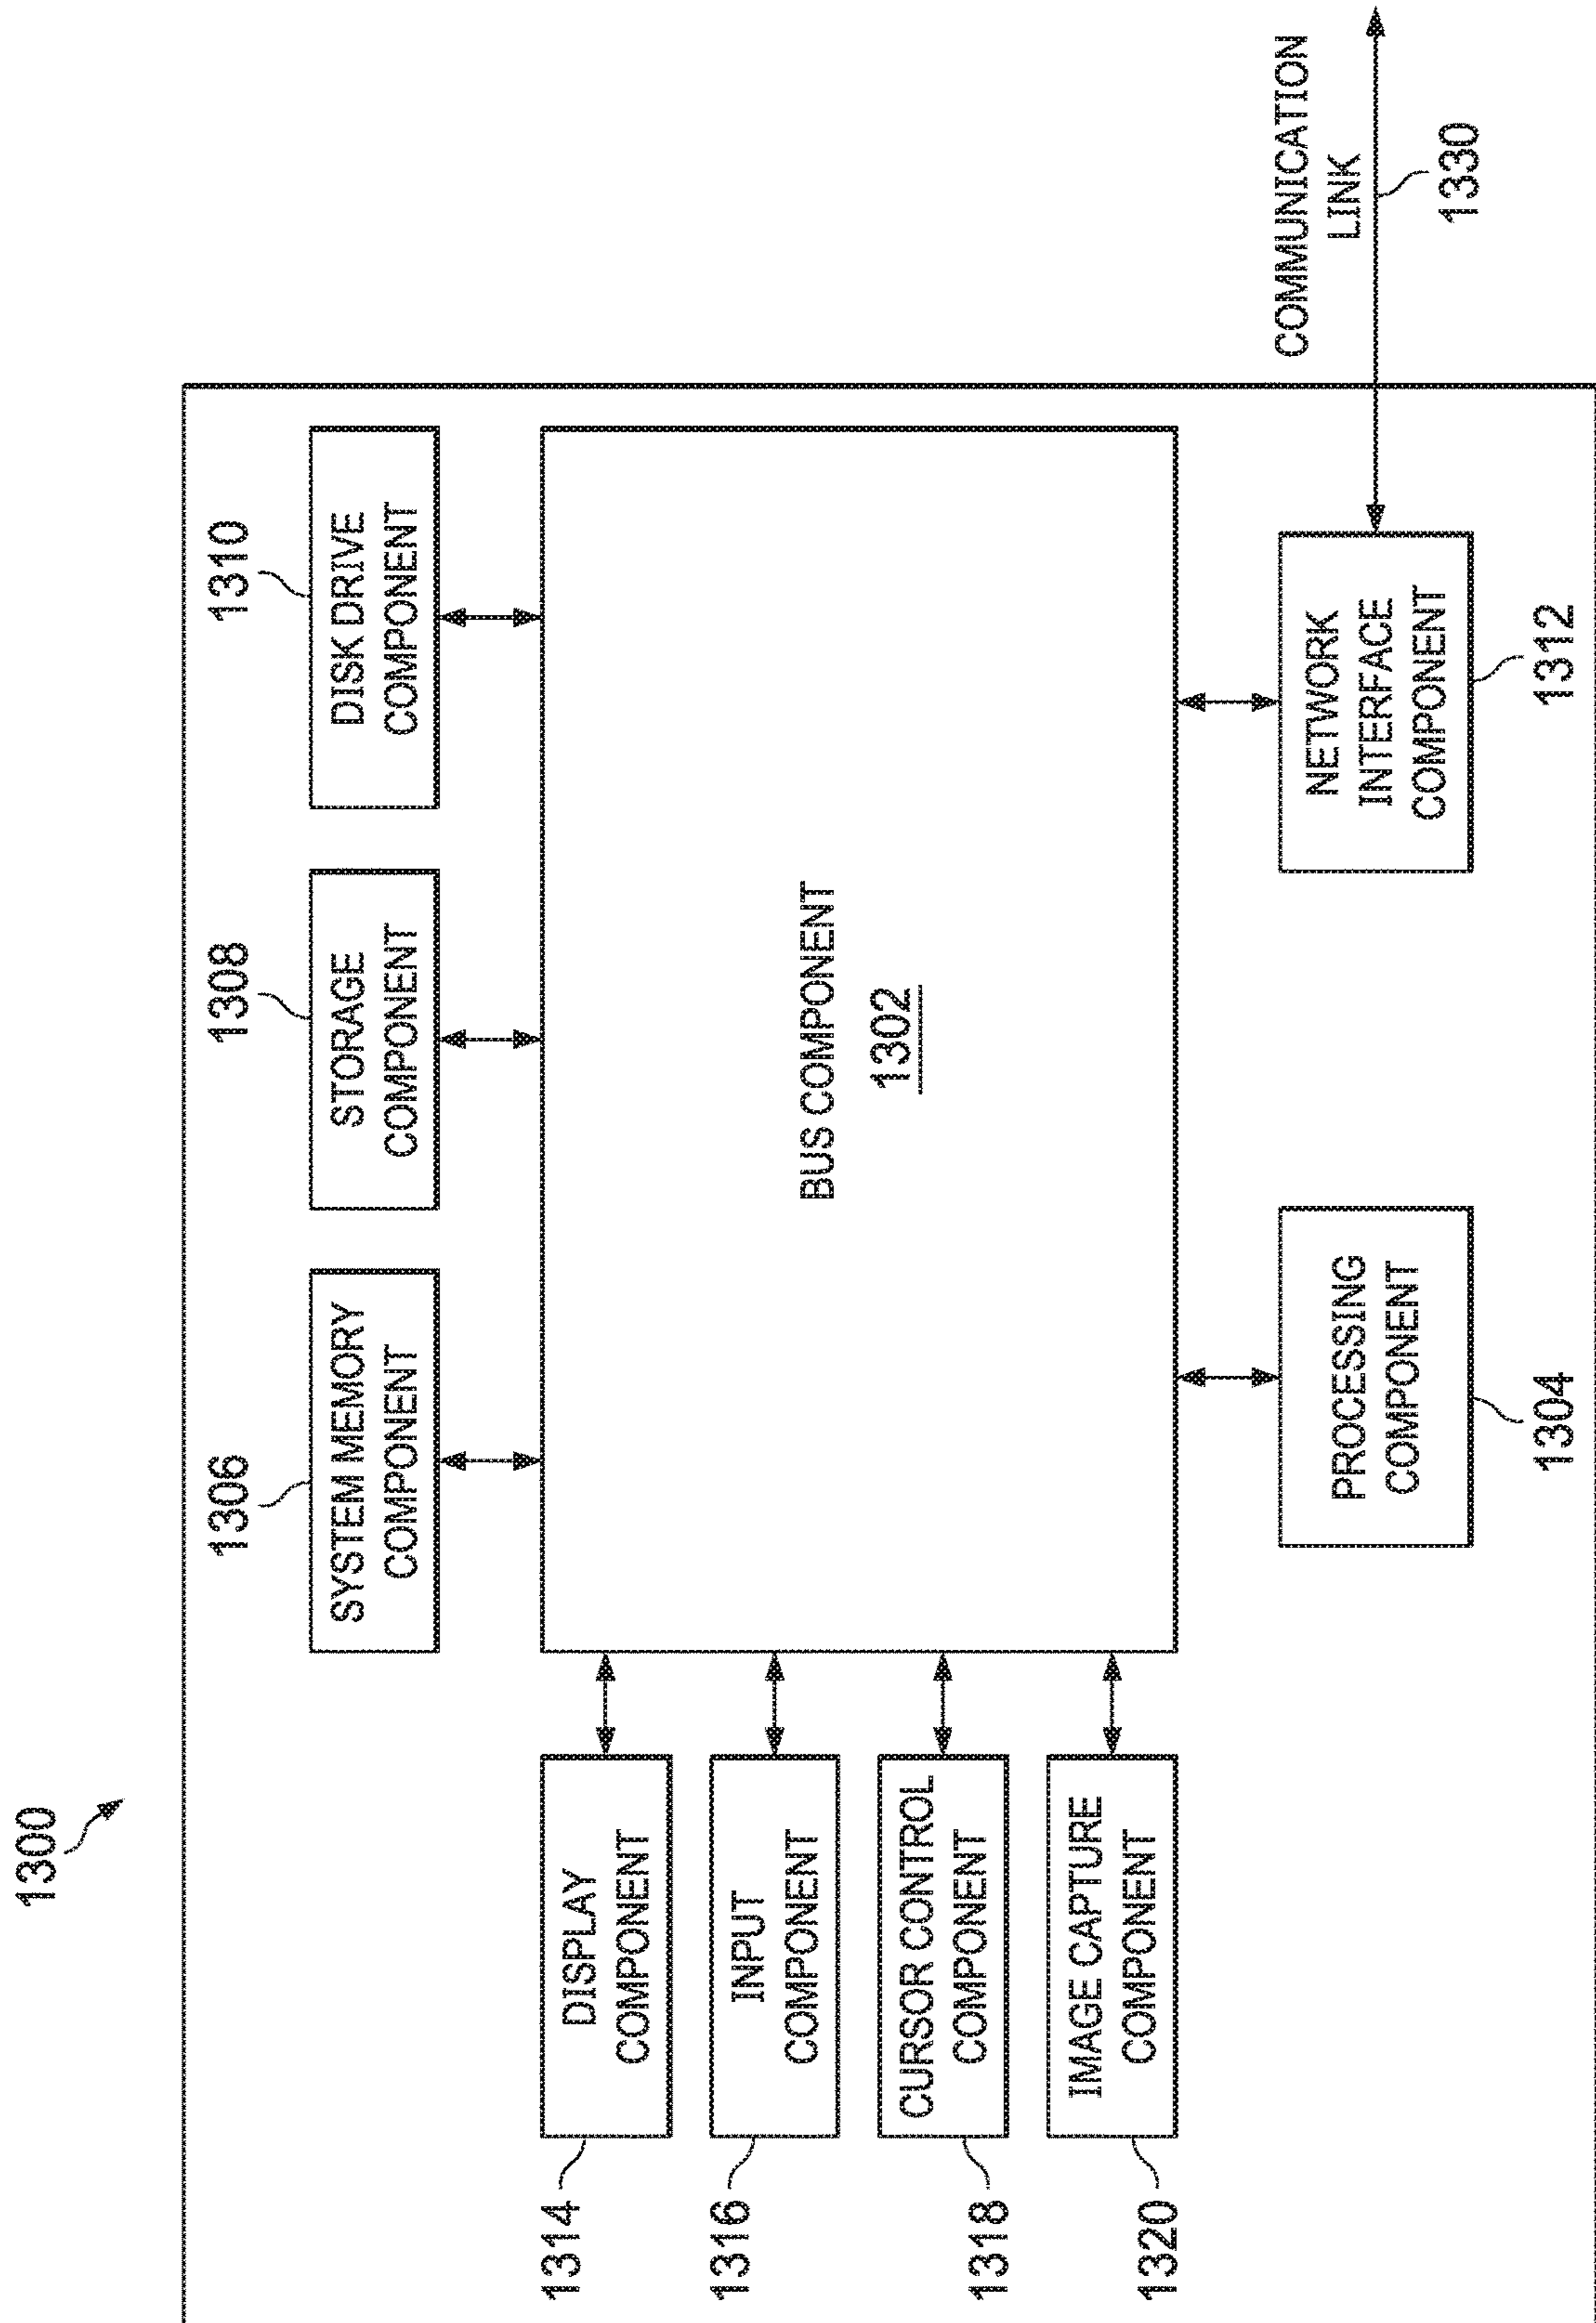 1300
1306
1308
1310
SYSTEM MEMORY
COMPONENT
STORAGE
COMPONENT
DISK DRIVE
COMPONENT
1314
DISPLAY
COMPONENT
1316
INPUT
COMPONENT
1318
CURSOR CONTROL
COMPONENT
1320
IMAGE CAPTURE
COMPONENT
BUS COMPONENT
1302
PROCESSING
COMPONENT
1304
NETWORK
INTERFACE
COMPONENT
1312
COMMUNICATION
LINK
1330